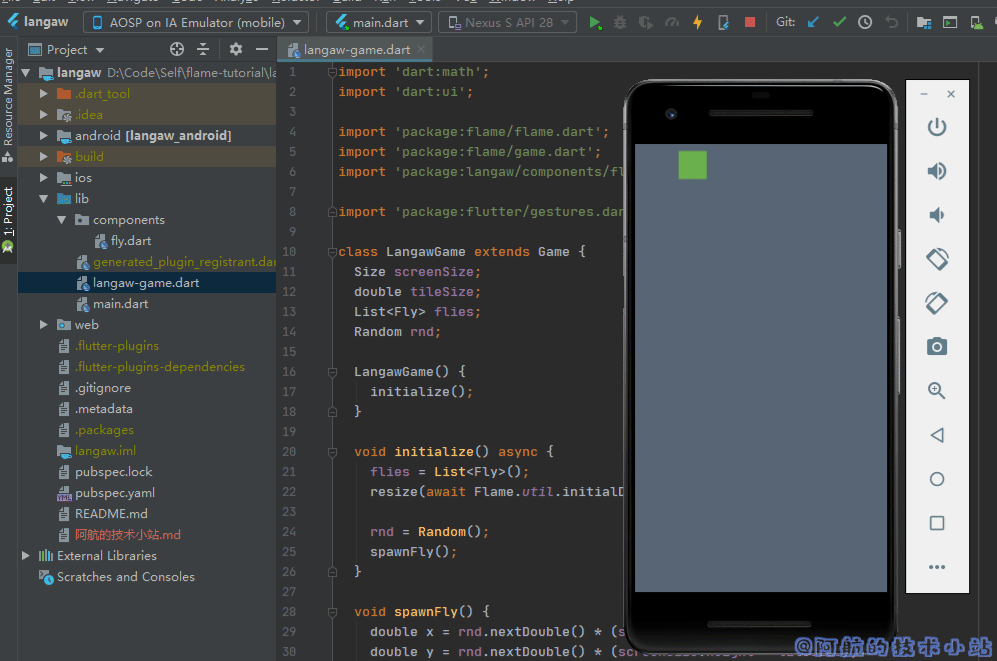 langaw
AOSP on IA Emulator (mobile)
main.dart
Nexus S API 28
Git:
Project
langaw-game.dart
Resource Manager
1: Project
langaw D:\Code\Self\flame-tutorial\la
.dart_tool
.idea
android [langaw_android]
build
ios
lib
components
fly.dart
generated_plugin_registrant.dar
langaw-game.dart
main.dart
web
.flutter-plugins
.flutter-plugins-dependencies
.gitignore
.metadata
.packages
langaw.iml
pubspec.lock
pubspec.yaml
README.md
阿航的技术小站.md
External Libraries
Scratches and Consoles
1 import 'dart:math';
2 import 'dart:ui';
3
4 import 'package:flame/flame.dart';
5 import 'package:flame/game.dart';
6 import 'package:langaw/components/fl
7
8 import 'package:flutter/gestures.dar
9
10 class LangawGame extends Game {
11 Size screenSize;
12 double tileSize;
13 List<Fly> flies;
14 Random rnd;
15
16 LangawGame() {
17 initialize();
18 }
19
20 void initialize() async {
21 flies = List<Fly>();
22 resize(await Flame.util.initialD
23
24 rnd = Random();
25 spawnFly();
26 }
27
28 void spawnFly() {
29 double x = rnd.nextDouble() * (s
30 double y = rnd.nextDouble() * (screenSize.height
@阿航的技术小站